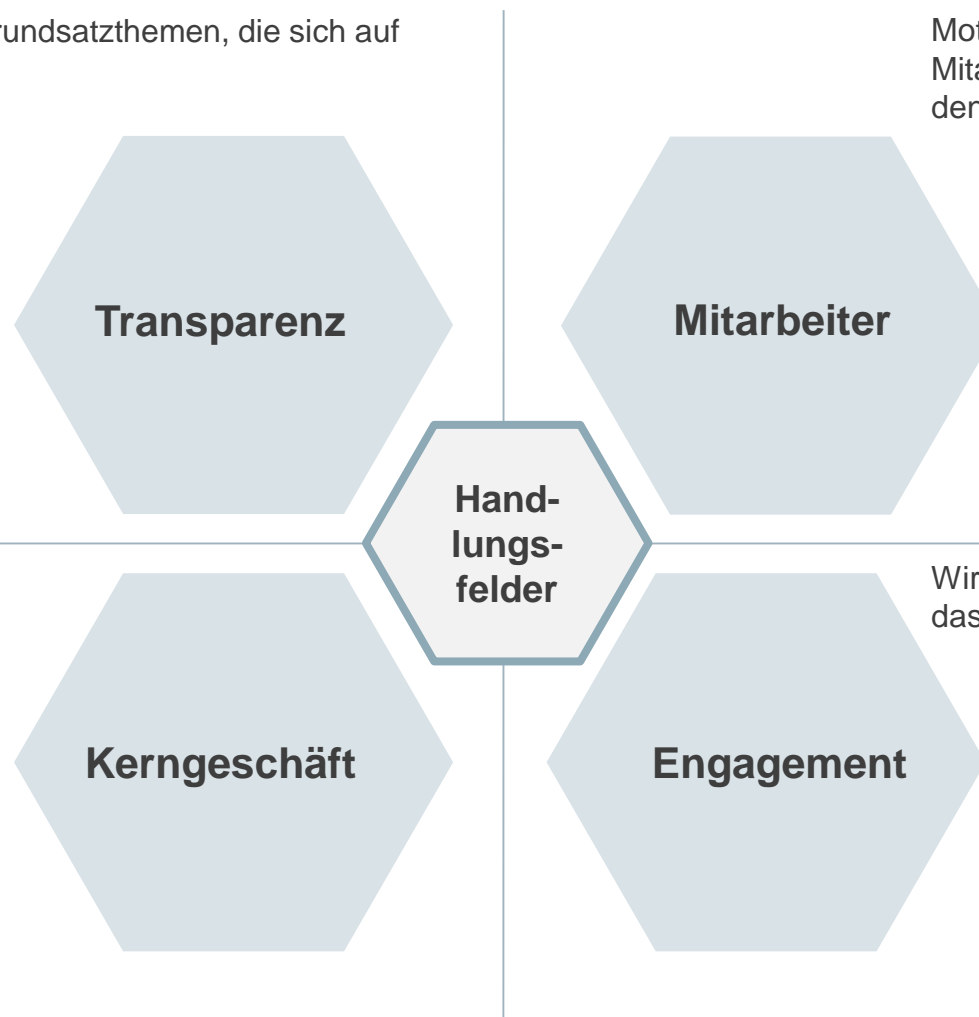 rundsatzthemen, die sich auf
Mot
Mita
den
Transparenz
Mitarbeiter
Hand-
lungs-
felder
Wir
das
Kerngeschäft
Engagement